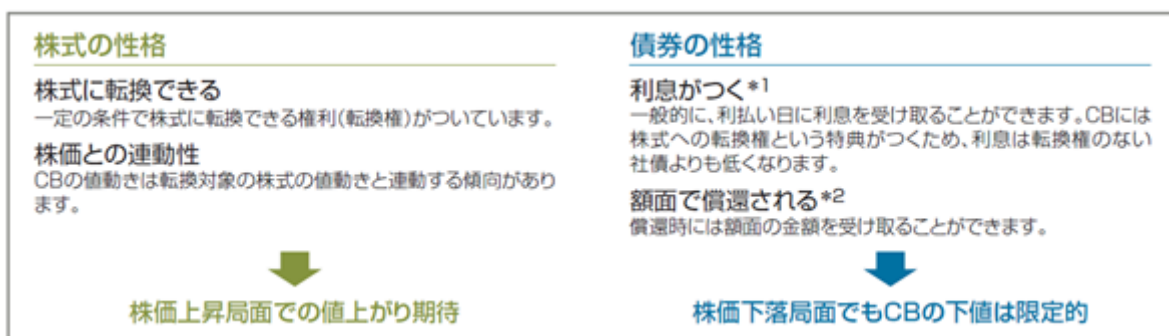 株式の性格
株式に転換できる
一定の条件で株式に転換できる権利(転換権)がついています。
株価との連動性
CBの値動きは転換対象の株式の値動きと連動する傾向があり
ます。
株価上昇局面での値上がり期待
債券の性格
利息がつく*1
一般的に、利払い日に利息を受け取ることができます。CBには
株式への転換権という特典がつくため、利息は転換権のない
社債よりも低くなります。
額面で償還される*2
償還時には額面の金額を受け取ることができます。
株価下落局面でもCBの下値は限定的